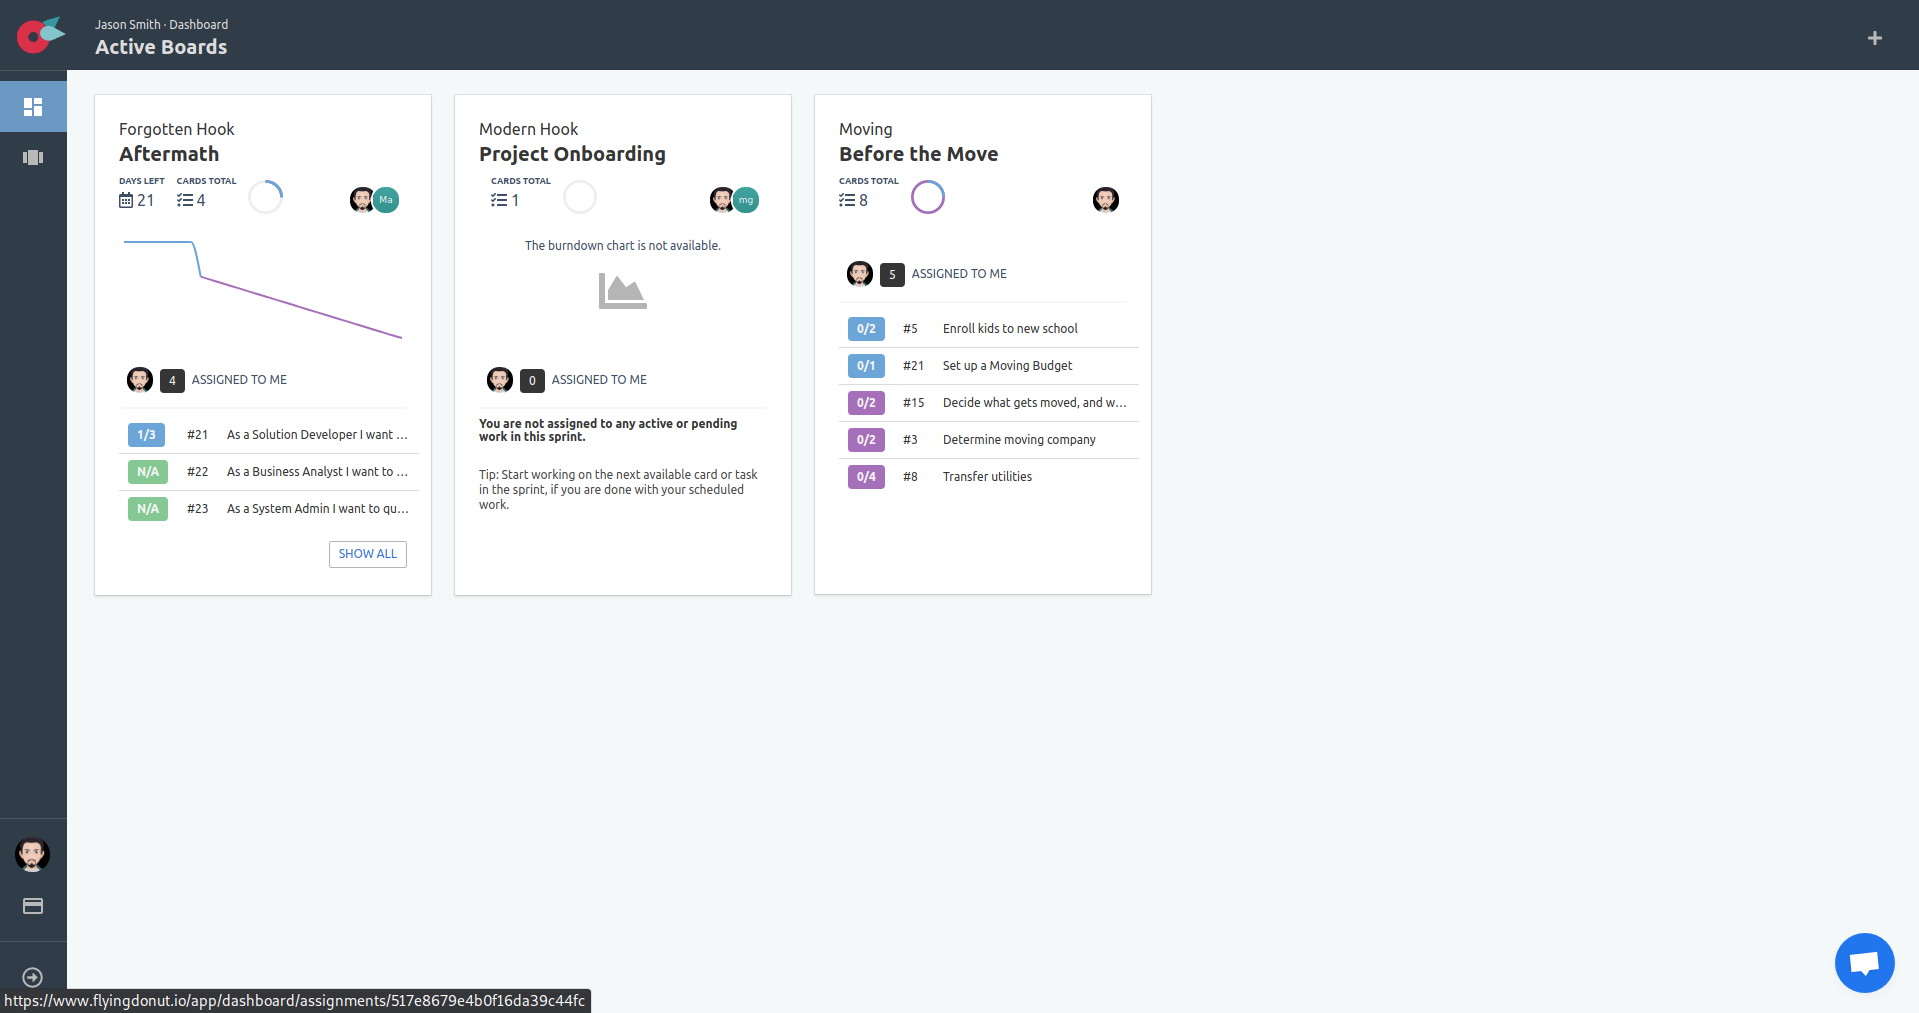 Jason Smith · Dashboard
Active Boards
Forgotten Hook
Aftermath
DAYS LEFT
21
CARDS TOTAL
4
Ma
4
ASSIGNED TO ME
1/3 #21 As a Solution Developer I want ...
N/A #22 As a Business Analyst I want to ...
N/A #23 As a System Admin I want to qu...
SHOW ALL
Modern Hook
Project Onboarding
CARDS TOTAL
1
mg
The burndown chart is not available.
0
ASSIGNED TO ME
You are not assigned to any active or pending
work in this sprint.
Tip: Start working on the next available card or task
in the sprint, if you are done with your scheduled
work.
Moving
Before the Move
CARDS TOTAL
8
5
ASSIGNED TO ME
0/2 #5 Enroll kids to new school
0/1 #21 Set up a Moving Budget
0/2 #15 Decide what gets moved, and w...
0/2 #3 Determine moving company
0/4 #8 Transfer utilities
https://www.flyingdonut.io/app/dashboard/assignments/517e8679e4b0f16da39c44fc